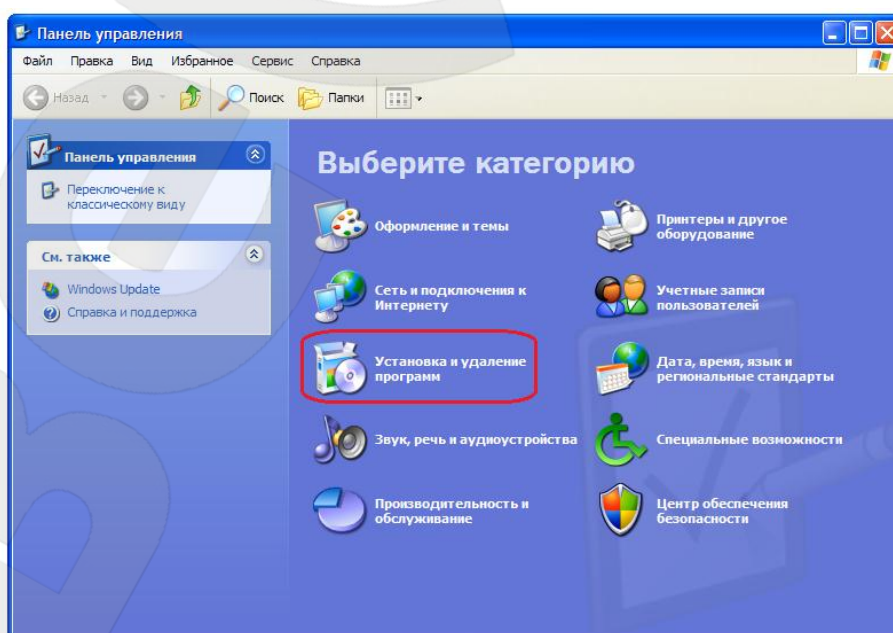 Панель управления
Файл Правка Вид Избранное Сервис Справка
Назад Поиск Папки
Панель управления
Переключение к
классическому виду
См. также
Windows Update
Справка и поддержка
Выберите категорию
Оформление и темы
Принтеры и другое
оборудование
Сеть и подключения к
Интернету
Учетные записи
пользователей
Установка и удаление
программ
Дата, время, язык и
региональные стандарты
Звук, речь и аудиоустройства
Специальные возможности
Производительность и
обслуживание
Центр обеспечения
безопасности